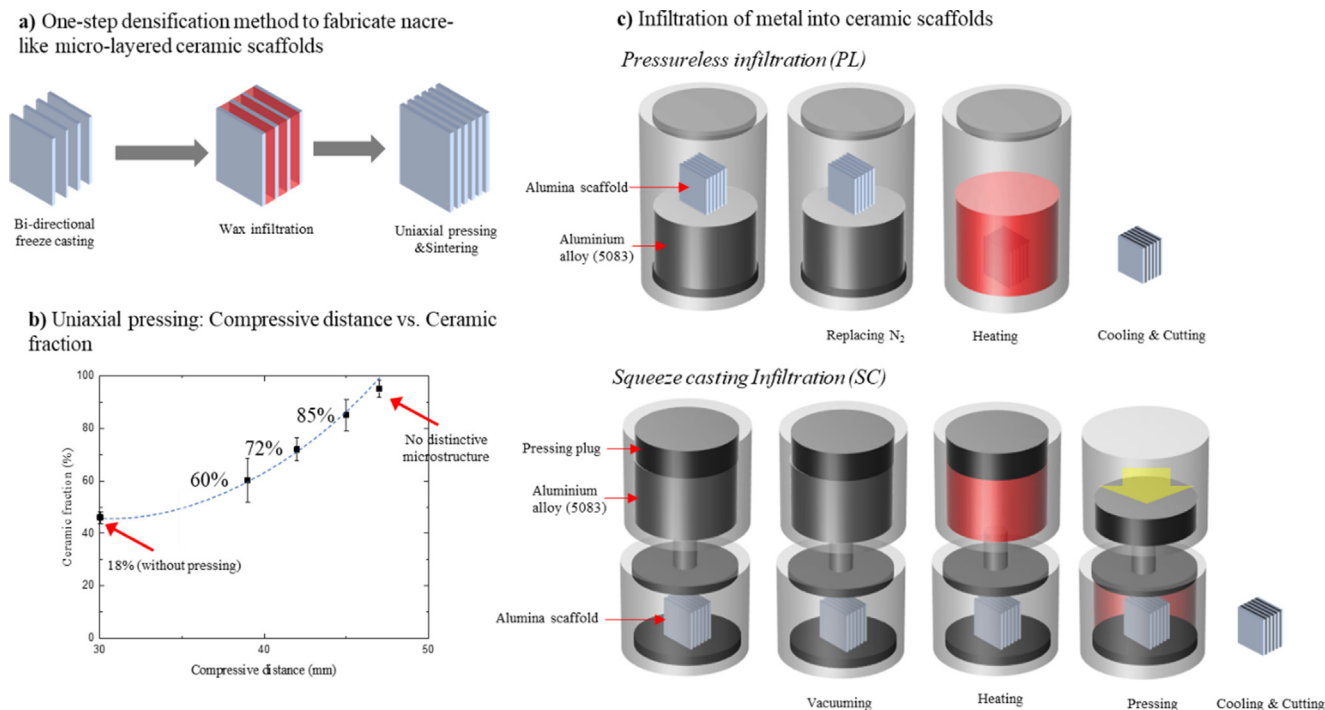 a) One-step densification method to fabricate nacre-
like micro-layered ceramic scaffolds
Bi-directional
freeze casting
Wax infiltration
Uniaxial pressing
&Sintering
b) Uniaxial pressing: Compressive distance vs. Ceramic
fraction
Ceramic fraction (%)
100
80
60
40
20
0
30
40
50
Compressive distance (mm)
85%
72%
60%
No distinctive
microstructure
18% (without pressing)
c) Infiltration of metal into ceramic scaffolds
Pressureless infiltration (PL)
Alumina scaffold
Aluminium
alloy (5083)
Replacing N₂
Heating
Cooling & Cutting
Squeeze casting Infiltration (SC)
Pressing plug
Aluminium
alloy (5083)
Alumina scaffold
Vacuuming
Heating
Pressing
Cooling & Cutting